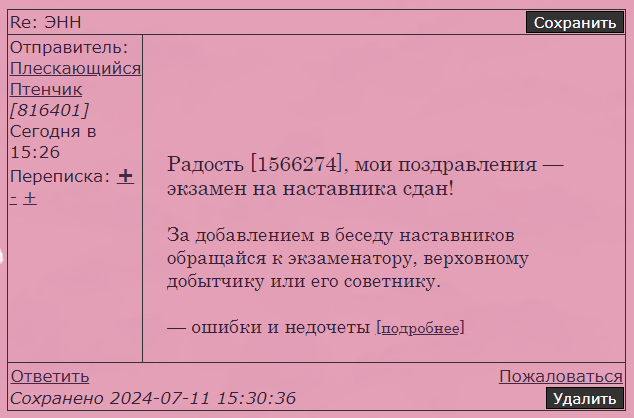 Re: ЭНН
Сохранить
Отправитель:
Плескающийся
Птенчик
[816401]
Сегодня в
15:26
Переписка: +
- +
Радость [1566274], мои поздравления —
экзамен на наставника сдан!
За добавлением в беседу наставников
обращайся к экзаменатору, верховному
добытчику или его советнику.
— ошибки и недочеты [подробнее]
Ответить
Пожаловаться
Сохранено 2024-07-11 15:30:36
Удалить